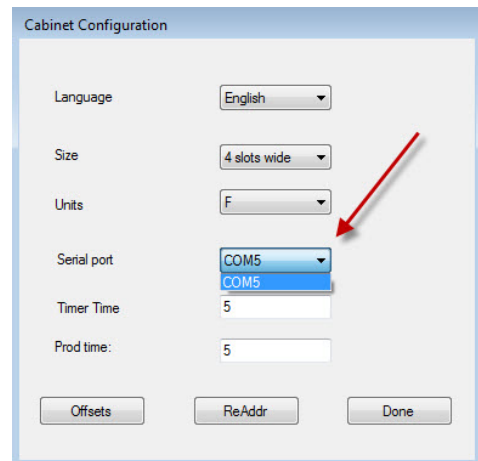 Cabinet Configuration
Language English
Size 4 slots wide
Units F
Serial port COM5
COM5
Timer Time 5
Prod time: 5
Offsets ReAddr Done